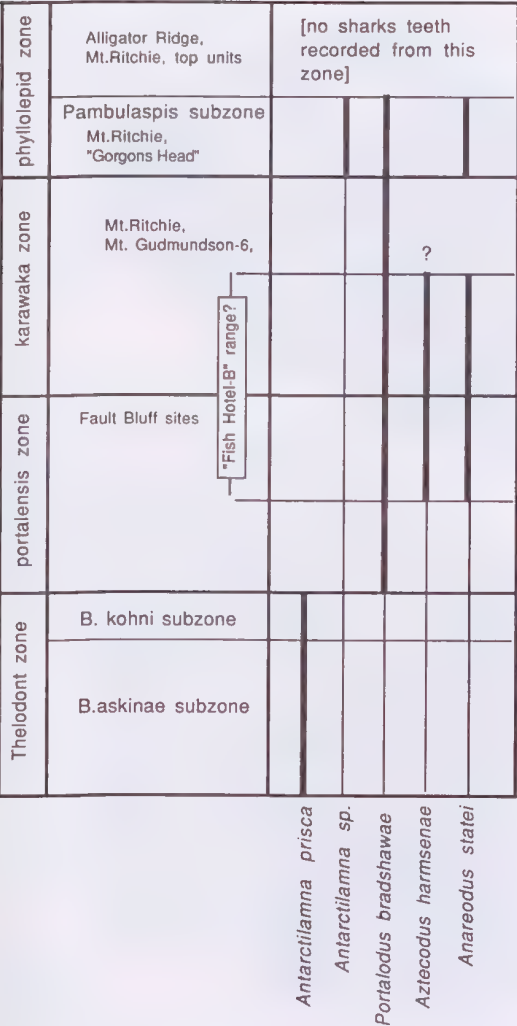 phyllolepid zone
Alligator Ridge,
Mt.Ritchie, top units
[no sharks teeth
recorded from this
zone]
Pambulaspis subzone
Mt.Ritchie,
"Gorgons Head"
karawaka zone
Mt.Ritchie,
Mt. Gudmundson-6,
?
"Fish Hotel-B" range?
portalensis zone
Fault Bluff sites
Thelodont zone
B. kohni subzone
B.askinae subzone
Antarctilamna prisca
Antarctilamna sp.
Portalodus bradshawae
Aztecodus harmsenae
Anareodus statei